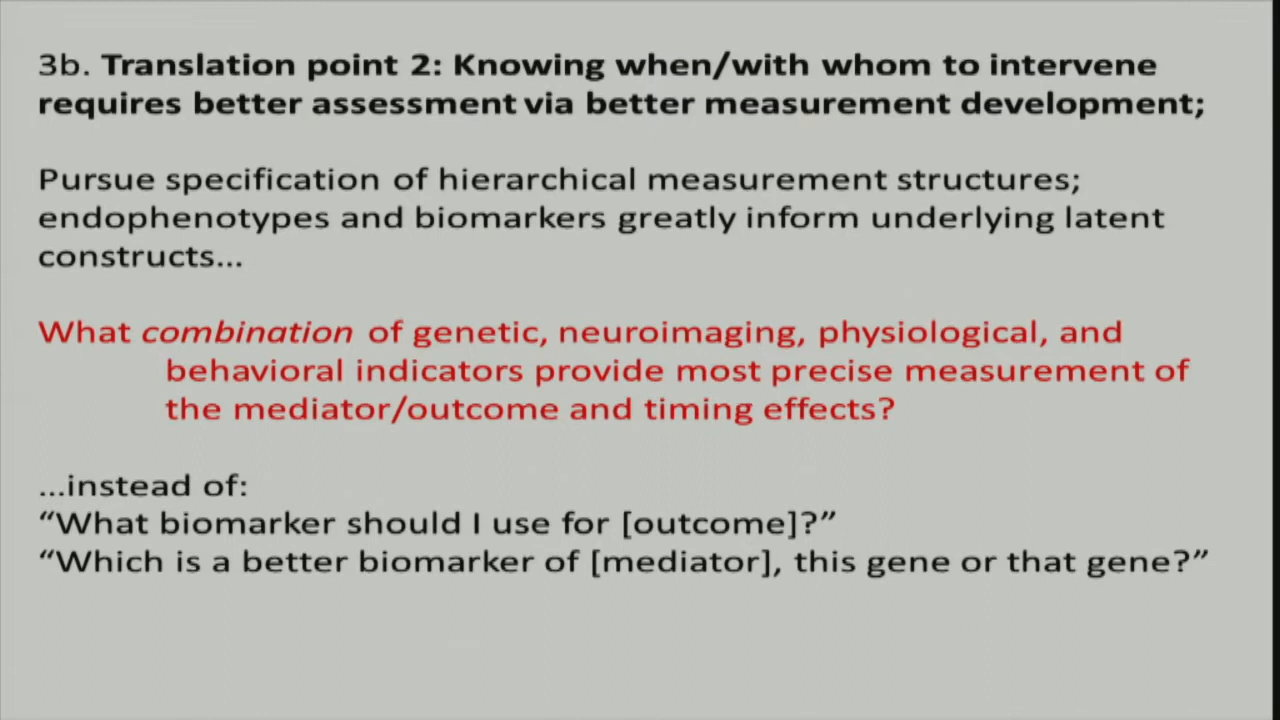 3b. Translation point 2: Knowing when/with whom to intervene
requires better assessment via better measurement development;
Pursue specification of hierarchical measurement structures;
endophenotypes and biomarkers greatly inform underlying latent
constructs...
What combination of genetic, neuroimaging, physiological, and
behavioral indicators provide most precise measurement of
the mediator/outcome and timing effects?
...instead of:
“What biomarker should I use for [outcome]?”
“Which is a better biomarker of [mediator], this gene or that gene?”